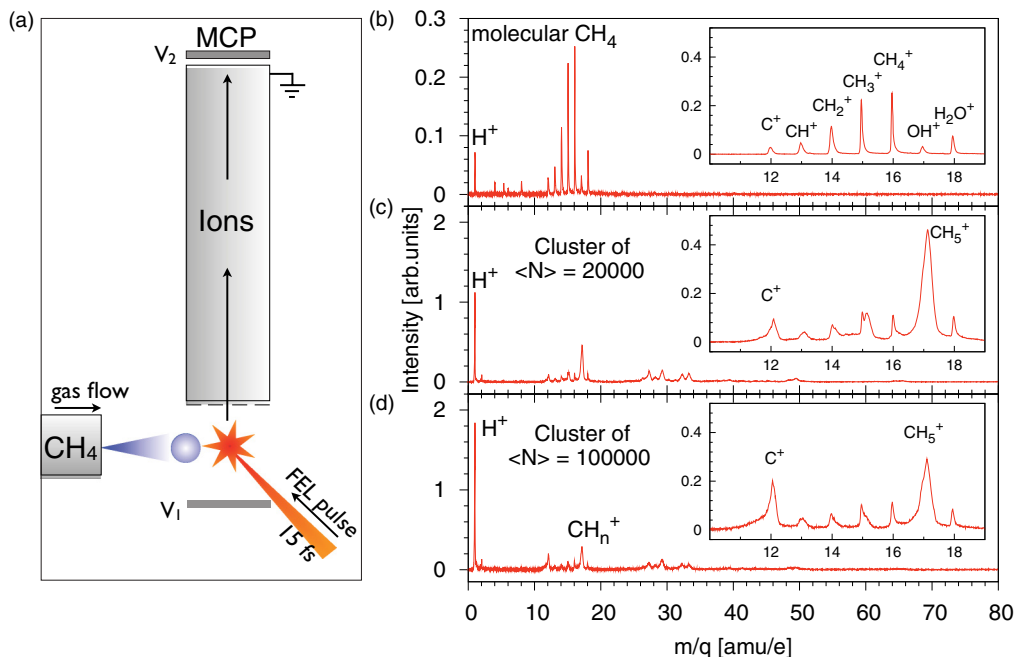 (a)
V₂
MCP
Ions
gas flow
CH₄
V₁
FEL pulse
15 fs
(b)
0.3
0.2
0.1
0
molecular CH₄
H⁺
0.4
0.2
0
C⁺
CH⁺
CH₂⁺
CH₃⁺
CH₄⁺
OH⁺
H₂O⁺
12 14 16 18
(c)
Intensity [arb.units]
2
1
0
H⁺
Cluster of
<N> = 20000
0.4
0.2
0
C⁺
CH₅⁺
12 14 16 18
(d)
2
1
0
H⁺
Cluster of
<N> = 100000
CHₙ⁺
0.4
0.2
0
C⁺
CH₅⁺
12 14 16 18
0 10 20 30 40 50 60 70 80
m/q [amu/e]